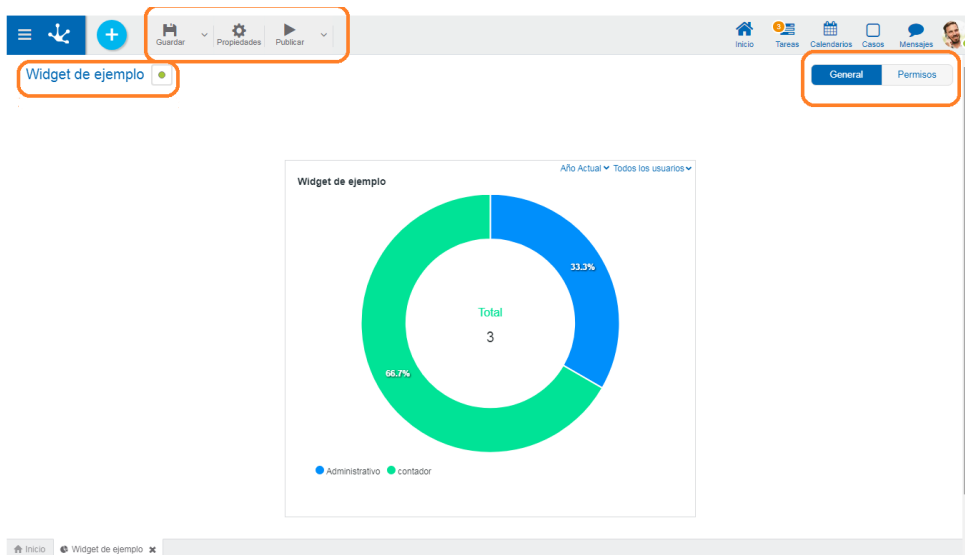 Guardar
Propiedades
Publicar
Inicio
3
Tareas
Calendarios
Casos
Mensajes
Widget de ejemplo
General
Permisos
Año Actual Todos los usuarios
Widget de ejemplo
33.3%
Total
3
66.7%
Administrativo contador
Inicio
Widget de ejemplo